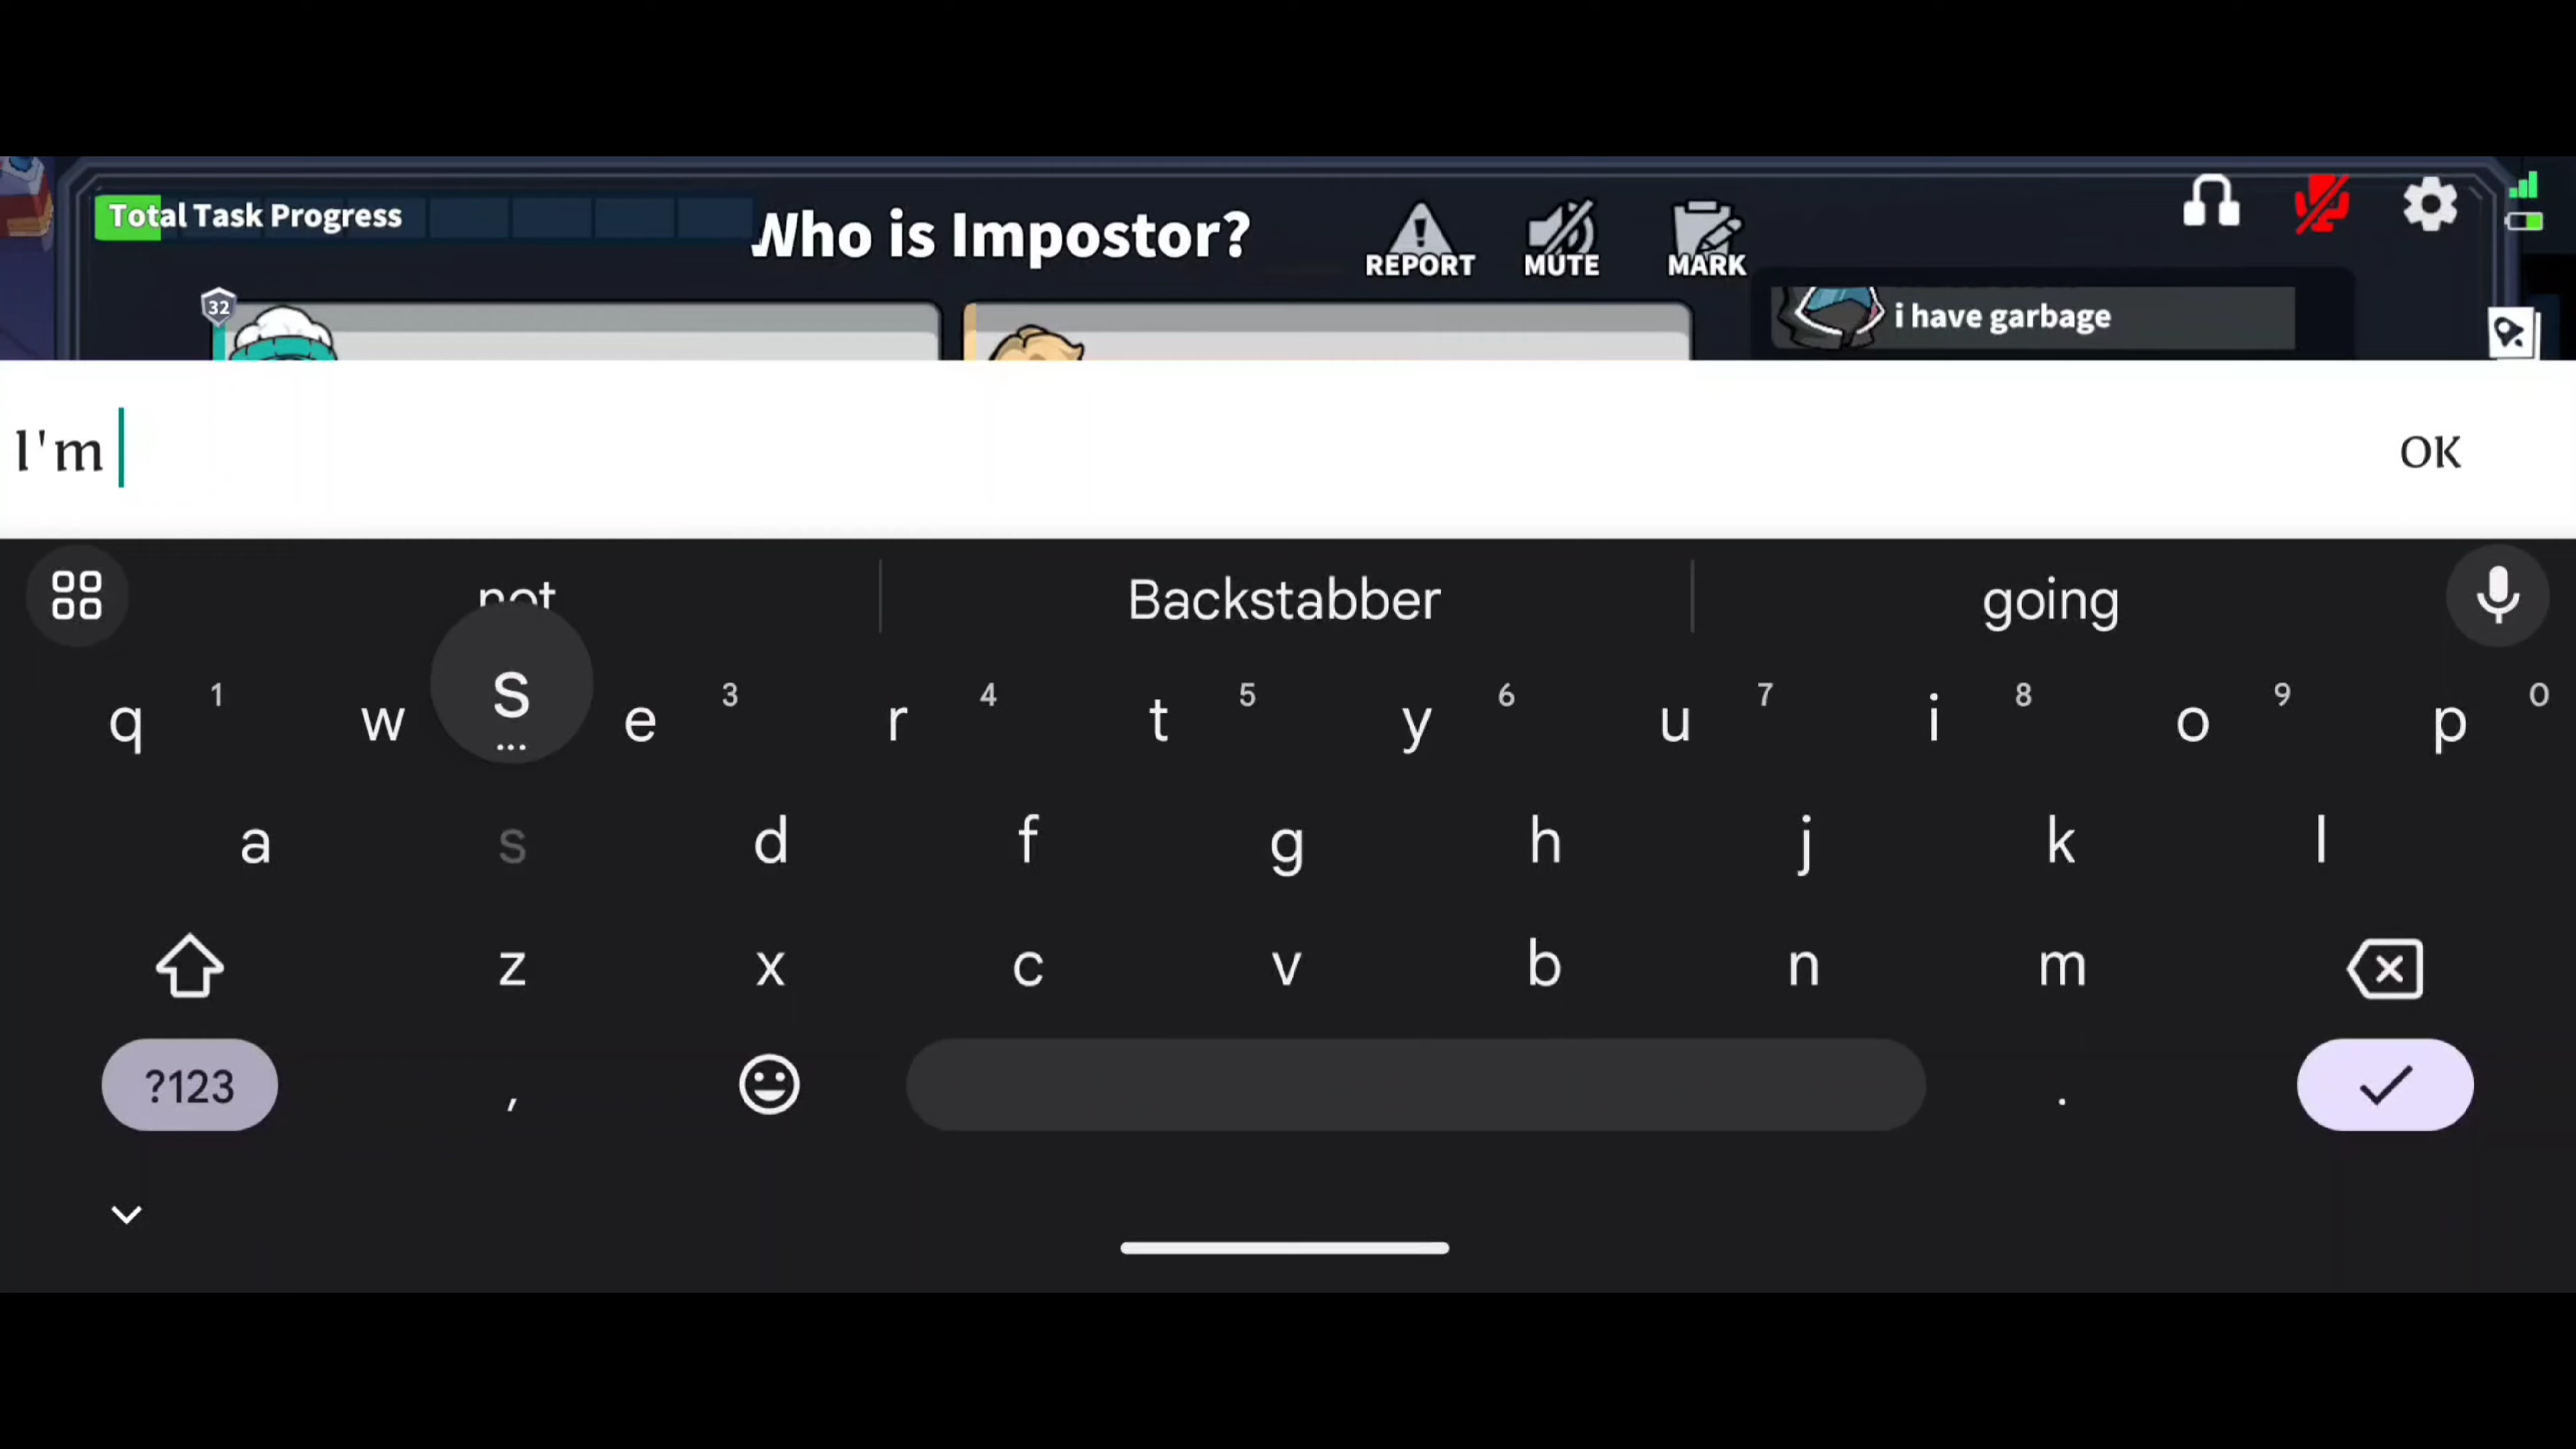 Total Task Progress
Who is Impostor?
REPORT MUTE MARK
32
i have garbage
I'm
OK
not Backstabber going
s
q 1 w e 3 r 4 t 5 y 6 u 7 i 8 o 9 p 0
a s d f g h j k l
z x c v b n m
?123 , .